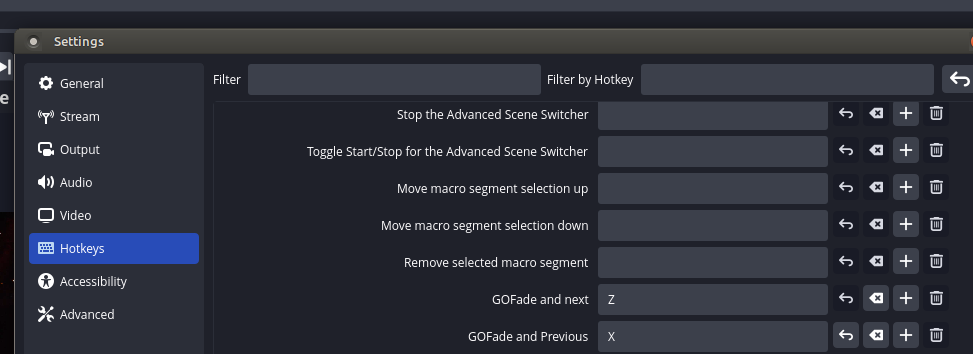 Settings
General
Stream
Output
Audio
Video
Hotkeys
Accessibility
Advanced
Filter
Filter by Hotkey
Stop the Advanced Scene Switcher
Toggle Start/Stop for the Advanced Scene Switcher
Move macro segment selection up
Move macro segment selection down
Remove selected macro segment
GOFade and next Z
GOFade and Previous X